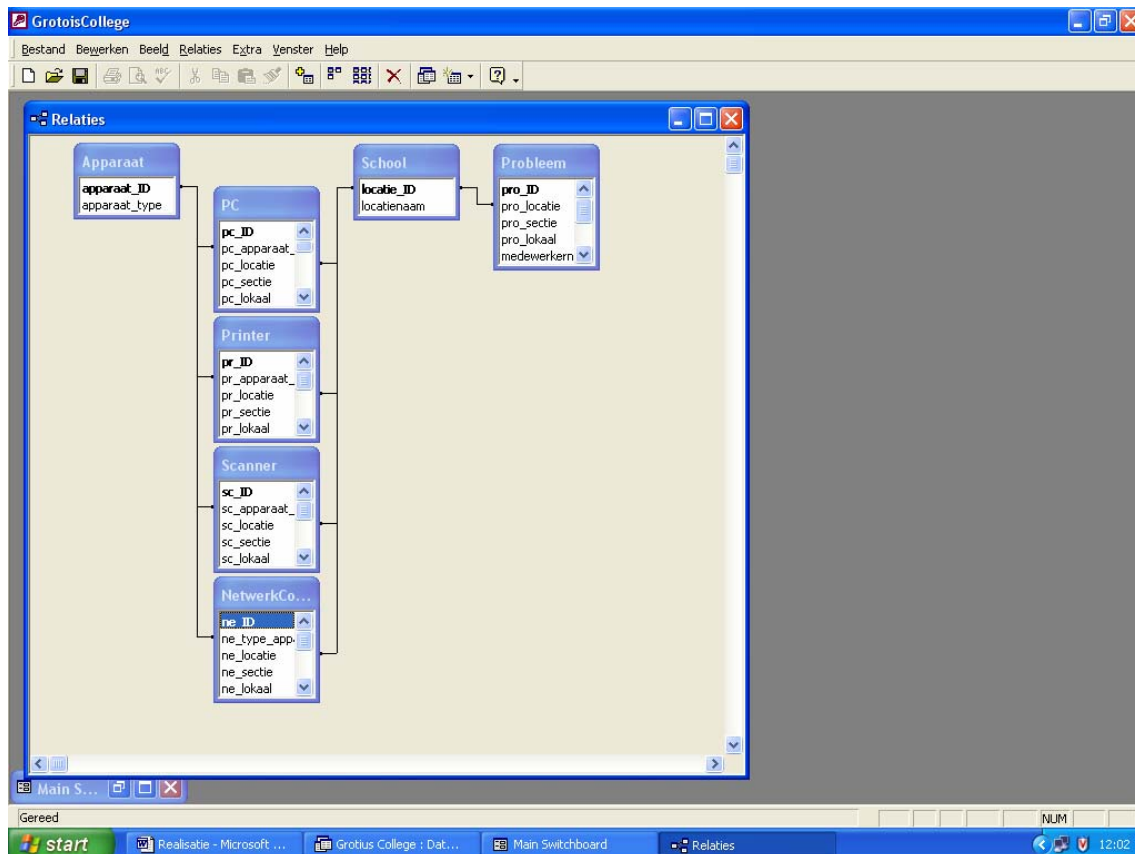 GrotoisCollege
Bestand Bewerken Beeld Relaties Extra Venster Help
Relaties
Apparaat
apparaat_ID
apparaat_type
PC
pc_ID
pc_apparaat_
pc_locatie
pc_sectie
pc_lokaal
Printer
pr_ID
pr_apparaat_
pr_locatie
pr_sectie
pr_lokaal
Scanner
sc_ID
sc_apparaat_
sc_locatie
sc_sectie
sc_lokaal
NetwerkCo...
ne_ID
ne_type_app
ne_locatie
ne_sectie
ne_lokaal
School
locatie_ID
locatienaam
Probleem
pro_ID
pro_locatie
pro_sectie
pro_lokaal
medewerkern
Main S...
Gereed
NUM
start
Realisatie - Microsoft ...
Grotius College : Dat...
Main Switchboard
Relaties
12:02